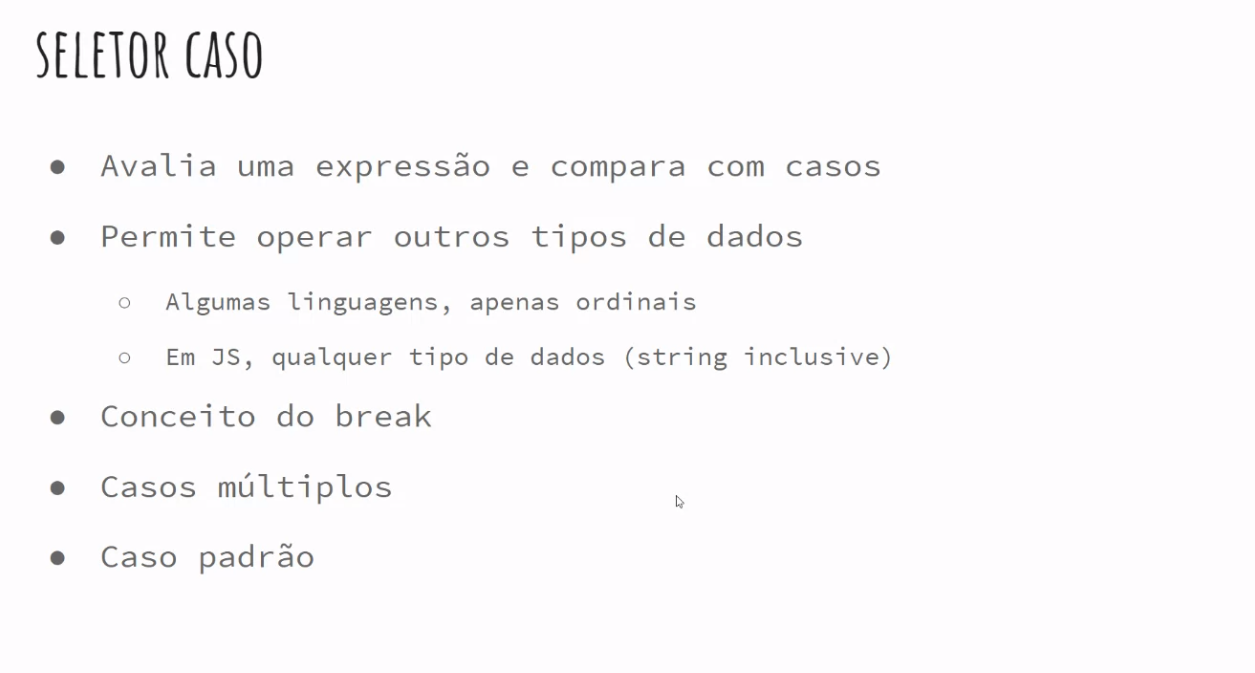 SELETOR CASO
● Avalia uma expressão e compara com casos
● Permite operar outros tipos de dados
○ Algumas linguagens, apenas ordinais
○ Em JS, qualquer tipo de dados (string inclusive)
● Conceito do break
● Casos múltiplos
● Caso padrão